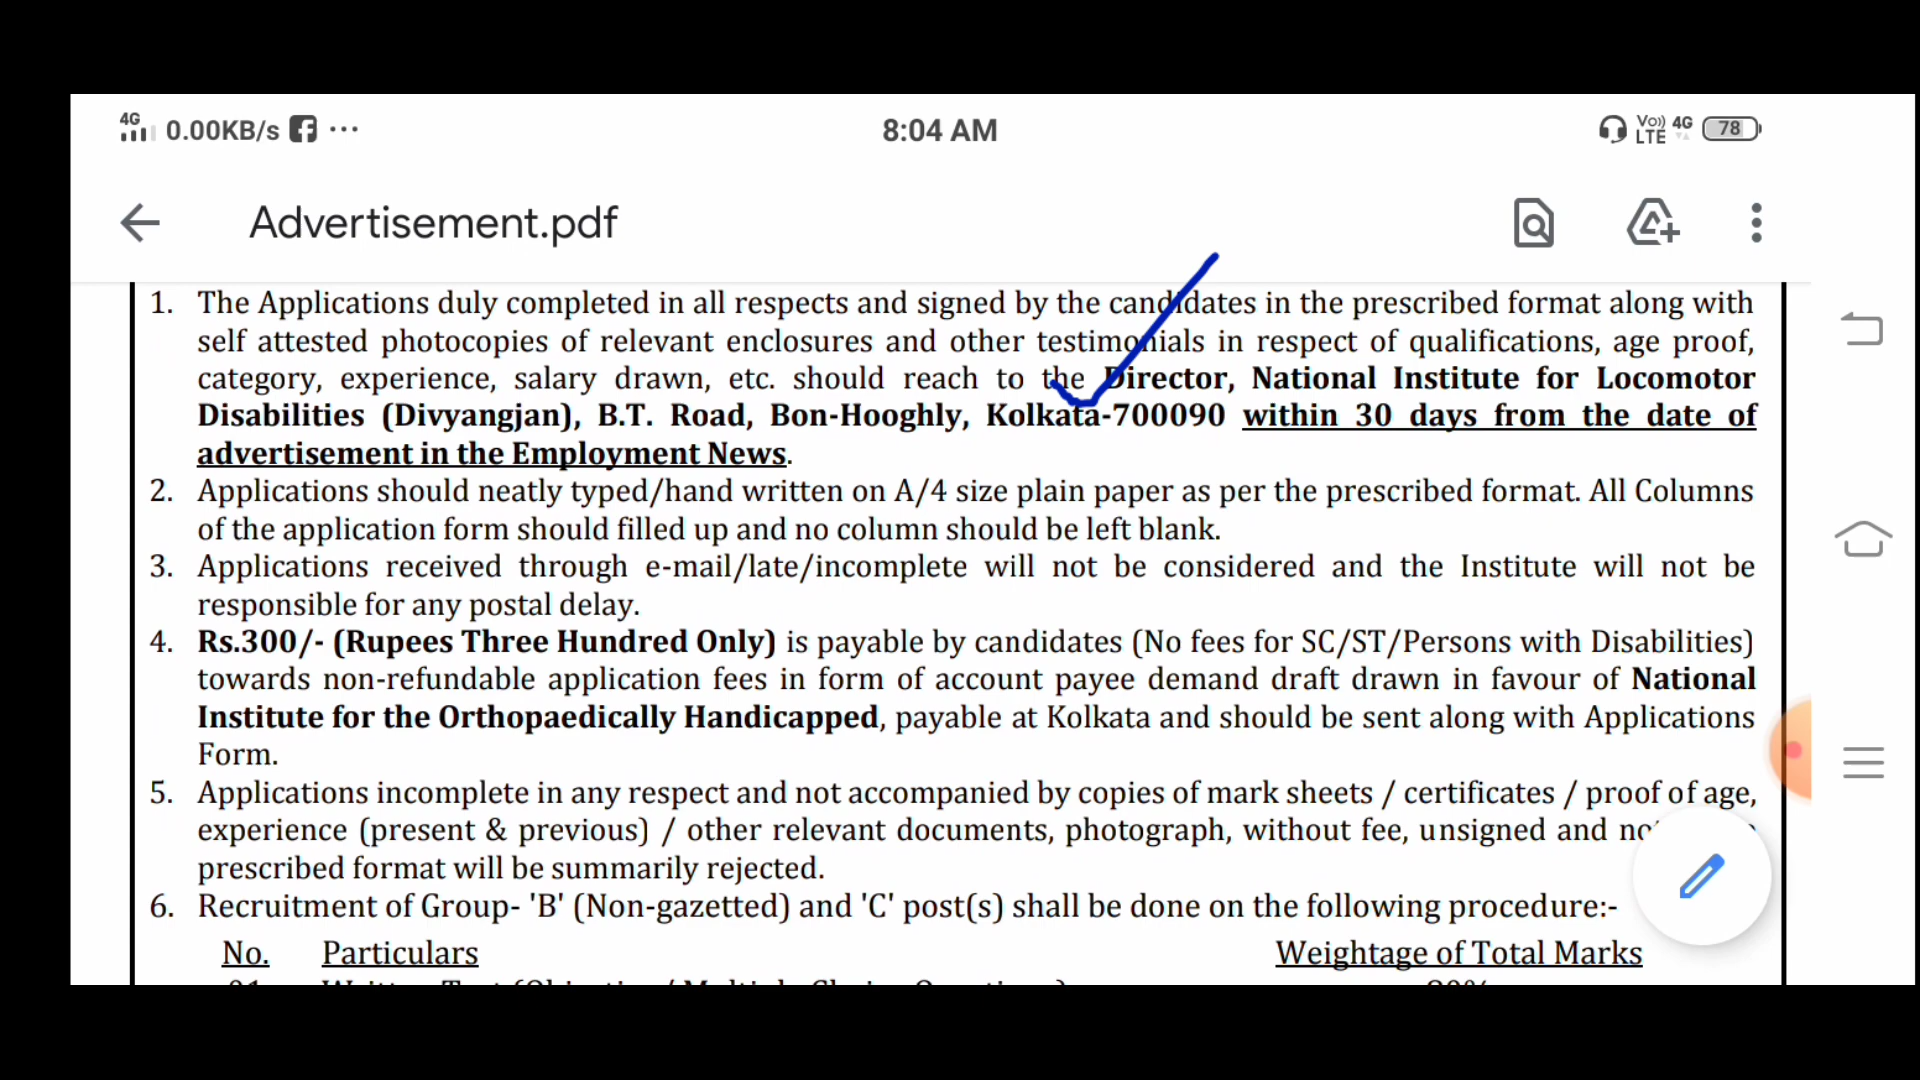 4G 0.00KB/s ... 8:04 AM Vo)) LTE 4G 78
Advertisement.pdf
1. The Applications duly completed in all respects and signed by the candidates in the prescribed format along with
self attested photocopies of relevant enclosures and other testimonials in respect of qualifications, age proof,
category, experience, salary drawn, etc. should reach to the Director, National Institute for Locomotor
Disabilities (Divyangjan), B.T. Road, Bon-Hooghly, Kolkata-700090 within 30 days from the date of
advertisement in the Employment News.
2. Applications should neatly typed/hand written on A/4 size plain paper as per the prescribed format. All Columns
of the application form should filled up and no column should be left blank.
3. Applications received through e-mail/late/incomplete will not be considered and the Institute will not be
responsible for any postal delay.
4. Rs.300/- (Rupees Three Hundred Only) is payable by candidates (No fees for SC/ST/Persons with Disabilities)
towards non-refundable application fees in form of account payee demand draft drawn in favour of National
Institute for the Orthopaedically Handicapped, payable at Kolkata and should be sent along with Applications
Form.
5. Applications incomplete in any respect and not accompanied by copies of mark sheets / certificates / proof of age,
experience (present & previous) / other relevant documents, photograph, without fee, unsigned and
prescribed format will be summarily rejected.
6. Recruitment of Group- 'B' (Non-gazetted) and 'C' post(s) shall be done on the following procedure:-
No. Particulars Weightage of Total Marks